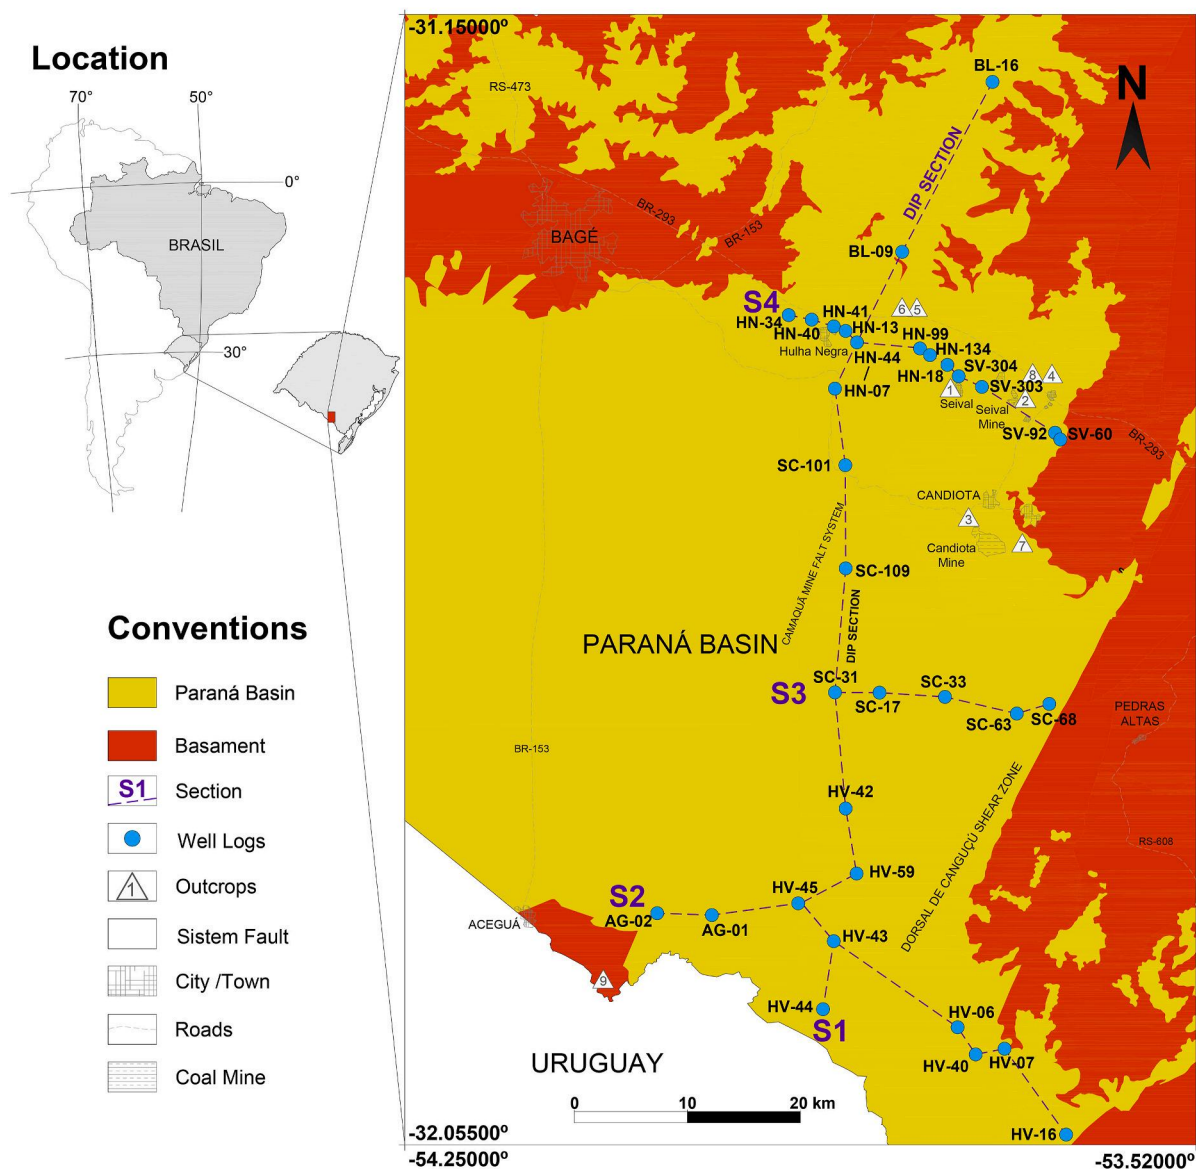 Location
70°
50°
0°
BRASIL
30°
Conventions
Paraná Basin
Basament
S1
Section
Well Logs
1
Outcrops
Sistem Fault
City /Town
Roads
Coal Mine
-31.15000º
BL-16
N
RS-473
DIP SECTION
BR-293
BR-153
BAGÉ
BL-09
S4
HN-34
HN-40
HN-41
HN-13
6
5
HN-99
HN-134
Hulha Negra
HN-44
SV-304
HN-18
SV-303
8
4
HN-07
1
2
Seival
Seival
Mine
SV-92
SV-60
BR-293
SC-101
CANDIOTA
3
Candiota
Mine
7
CAMAQUÃ MINE FALT SYSTEM
SC-109
DIP SECTION
PARANÁ BASIN
S3
SC-31
SC-17
SC-33
SC-63
SC-68
PEDRAS
ALTAS
BR-153
HV-42
DORSAL DE CANGUÇÚ SHEAR ZONE
RS-608
HV-59
S2
HV-45
ACEGUÁ
AG-02
AG-01
HV-43
9
HV-44
S1
HV-06
HV-40
HV-07
URUGUAY
0
10
20 km
HV-16
-32.05500º
-54.25000º
-53.52000º